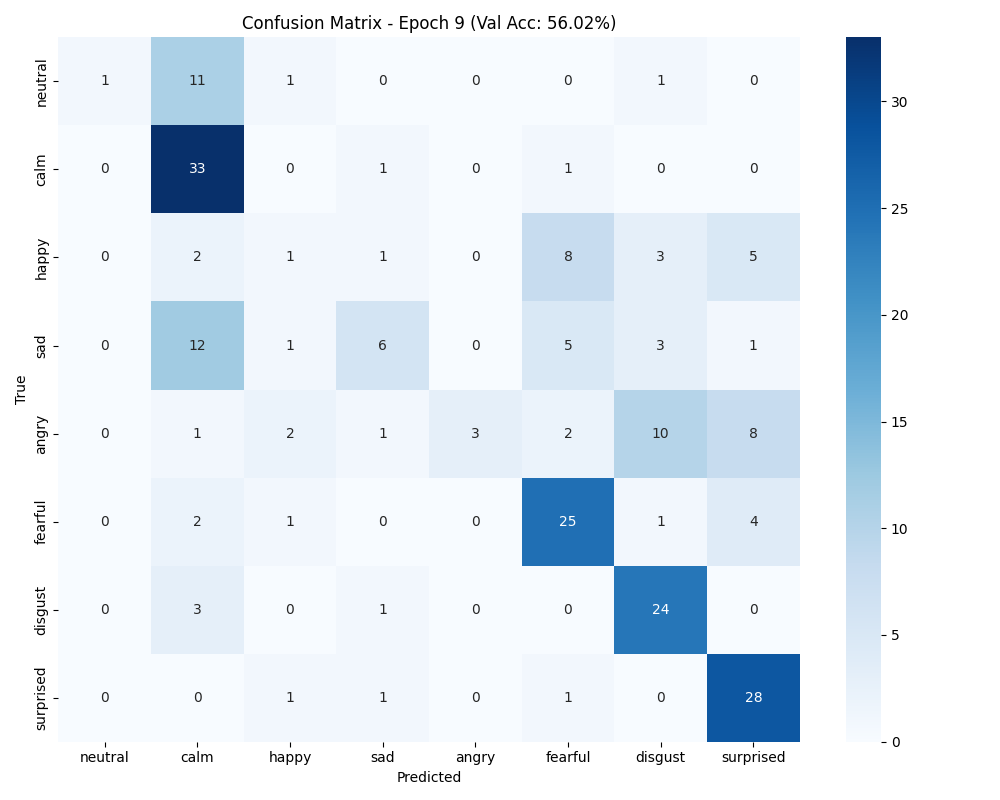 Confusion Matrix - Epoch 9 (Val Acc: 56.02%)
neutral 1 11 1 0 0 0 1 0
calm 0 33 0 1 0 1 0 0
happy 0 2 1 1 0 8 3 5
sad 0 12 1 6 0 5 3 1
angry 0 1 2 1 3 2 10 8
fearful 0 2 1 0 0 25 1 4
disgust 0 3 0 1 0 0 24 0
surprised 0 0 1 1 0 1 0 28
True
neutral calm happy sad angry fearful disgust surprised
Predicted
30
25
20
15
10
5
0